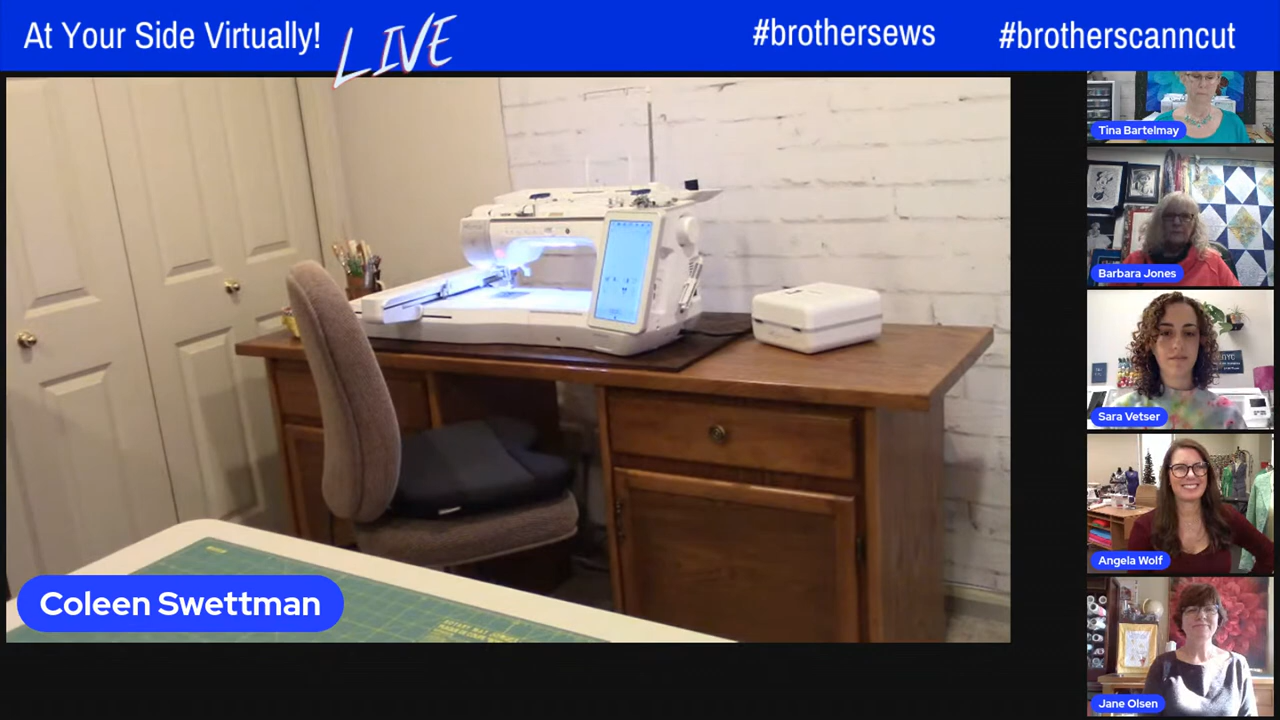 At Your Side Virtually!
LIVE
#brothersews
#brotherscanncut
Tina Bartelmay
Barbara Jones
Sara Vetser
Angela Wolf
Jane Olsen
Coleen Swettman